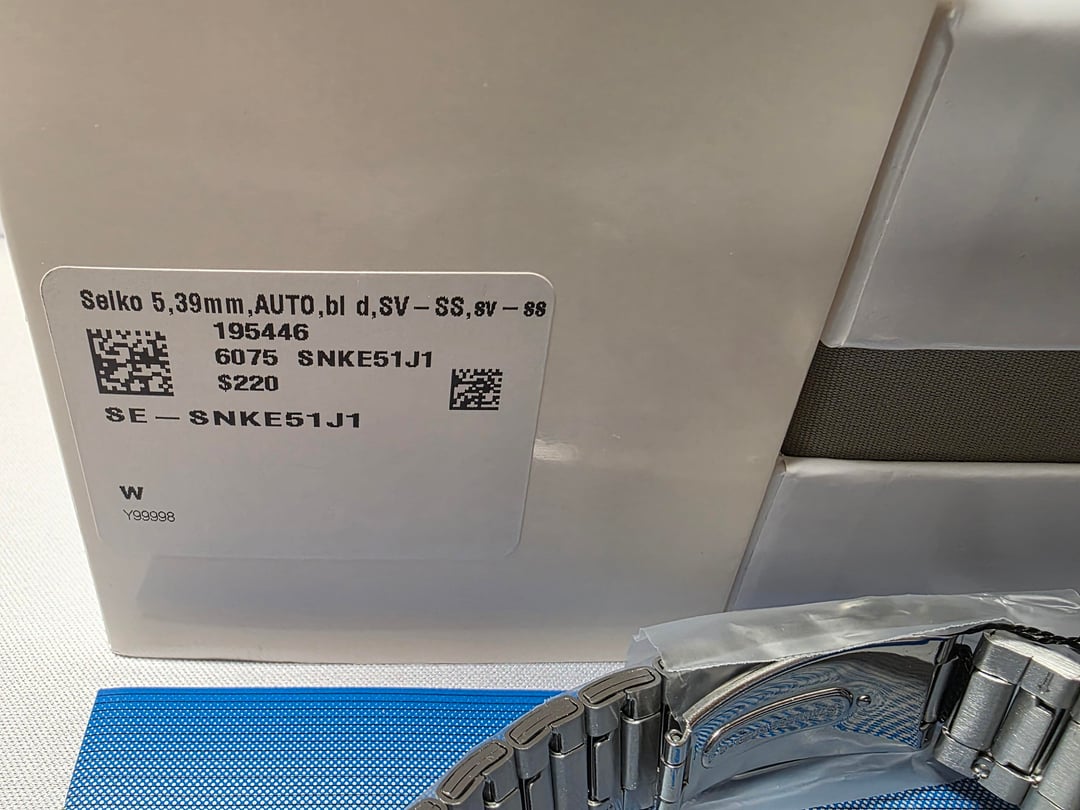 Seiko 5,39mm,AUTO,bl d,SV-SS,sv-ss
195446
6075 SNKE51J1
$220
SE-SNKE51J1
W
Y99998